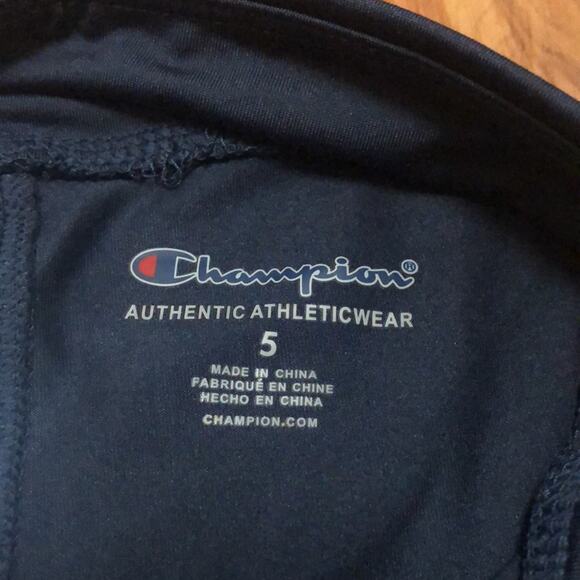 Champion®
AUTHENTIC ATHLETICWEAR
5
MADE IN CHINA
FABRIQUÉ EN CHINE
HECHO EN CHINA
CHAMPION.COM